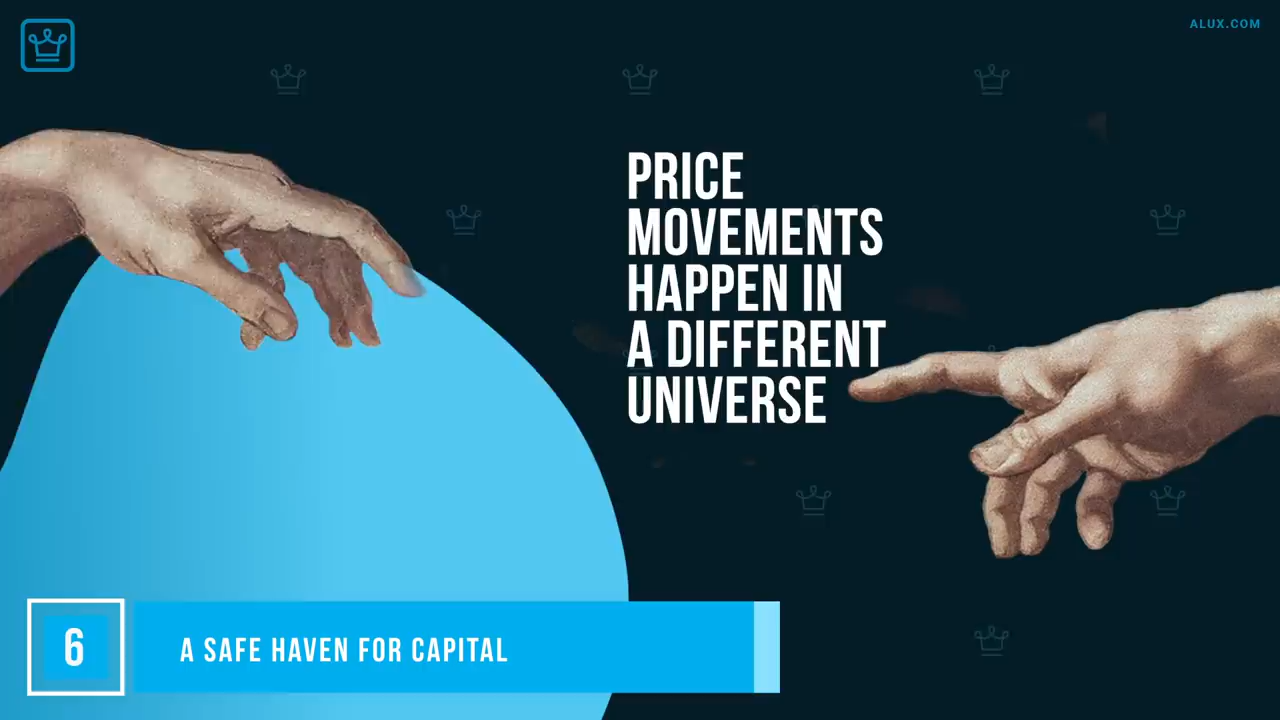 ALUX.COM
PRICE
MOVEMENTS
HAPPEN IN
A DIFFERENT
UNIVERSE
6
A SAFE HAVEN FOR CAPITAL